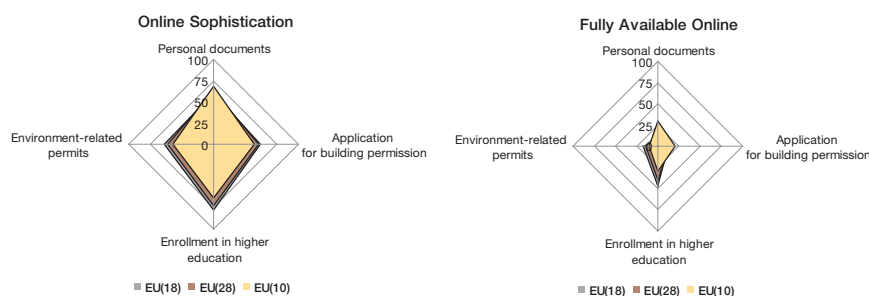 Online Sophistication
Personal documents
100
75
50
25
0
Environment-related
permits
Application
for building permission
Enrollment in higher
education
EU(18) EU(28) EU(10)
Fully Available Online
Personal documents
100
75
50
25
0
Environment-related
permits
Application
for building permission
Enrollment in higher
education
EU(18) EU(28) EU(10)